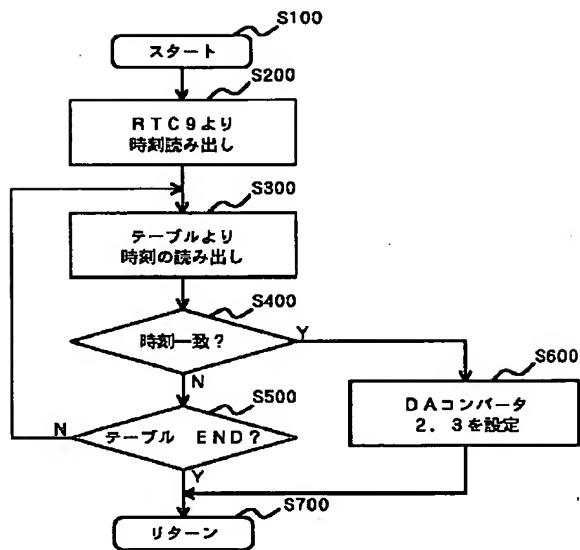 S100
スタート
S200
RTC9より
時刻読み出し
S300
テーブルより
時刻の読み出し
S400
時刻一致?
Y
N
S500
テーブル END?
N
Y
S600
DAコンバータ
2.3を設定
S700
リターン